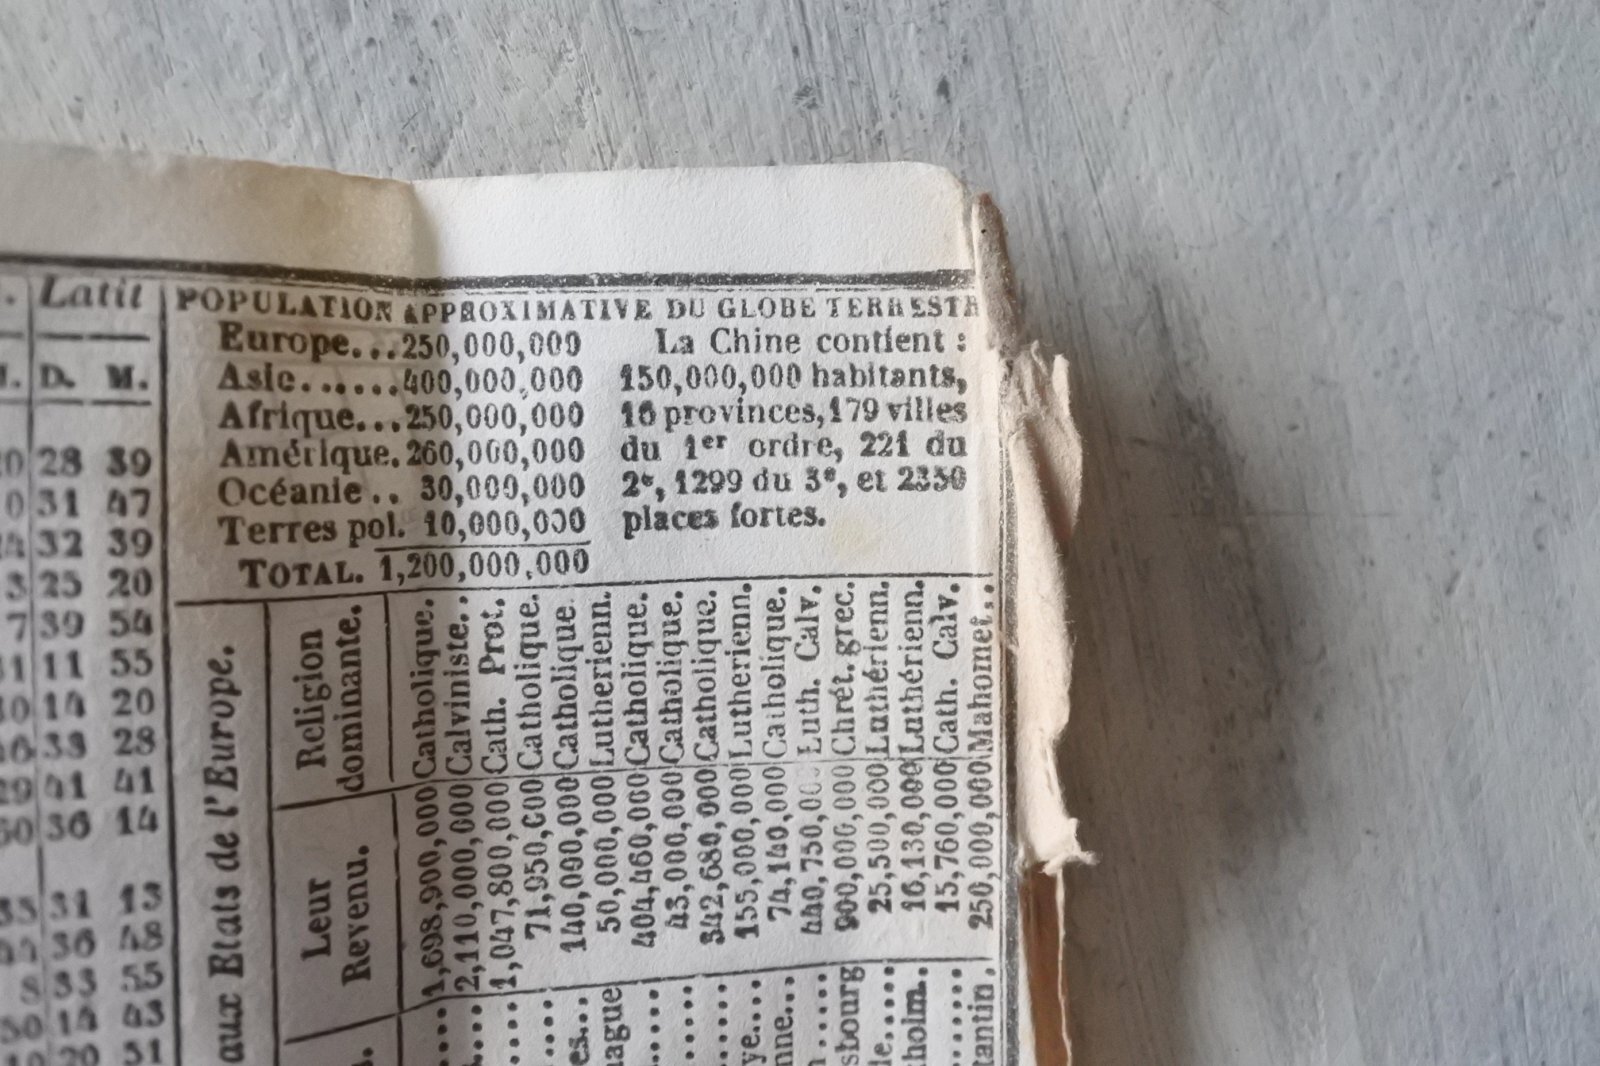 Latit
D. M.
28 39
31 47
32 39
25 20
39 54
11 55
14 20
33 28
41 41
36 14
31 13
36 48
33 55
14 43
20 51
POPULATION APPROXIMATIVE DU GLOBE TERRESTR
Europe...250,000,000
Asie......400,000,000
Afrique...250,000,000
Amérique.260,000,000
Océanie.. 30,000,000
Terres pol. 10,000,000
TOTAL. 1,200,000,000
La Chine contient :
150,000,000 habitants,
16 provinces, 179 villes
du 1er ordre, 221 du
2e, 1299 du 3e, et 2350
places fortes.
aux Etats de l'Europe.
Religion
dominante.
Leur
Revenu.
1,698,900,000 Catholique.
2,110,000,000 Calviniste..
1,047,800,000 Cath. Prot.
71,950,000 Catholique.
140,000,000 Catholique.
50,000,000 Lutherienn.
404,460,000 Catholique.
43,000,000 Catholique.
342,680,000 Catholique.
155,000,000 Lutherienn.
74,140,000 Catholique.
440,750,000 Luth. Calv.
900,000,000 Chrét. grec.
25,500,000 Luthérienn.
16,130,000 Luthérienn.
15,760,000 Cath. Calv.
250,000,000 Mahomet..